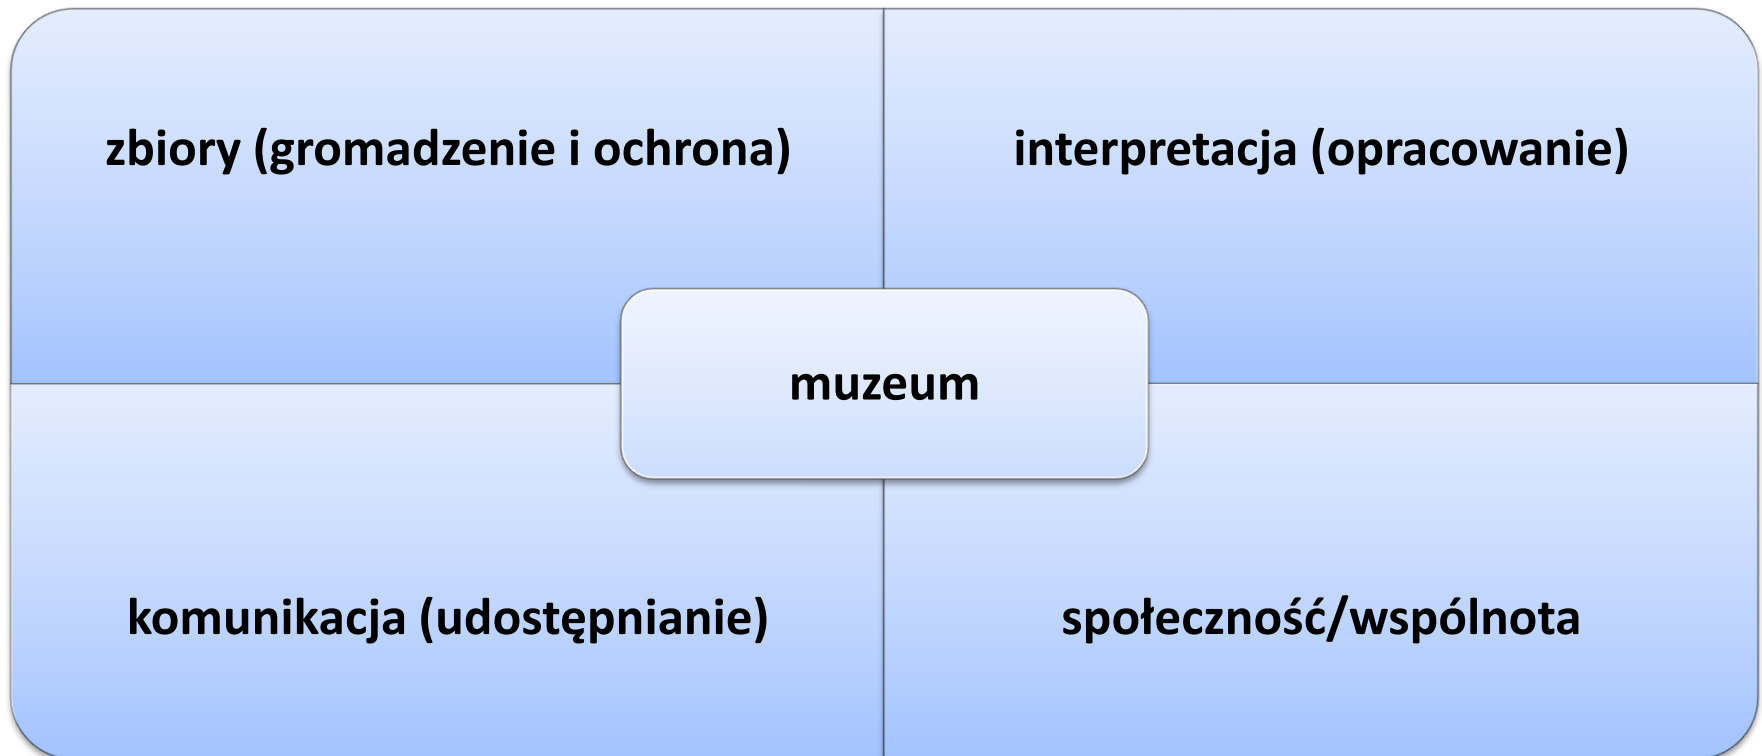 zbiory (gromadzenie i ochrona)
interpretacja (opracowanie)
muzeum
komunikacja (udostępnianie)
społeczność/wspólnota